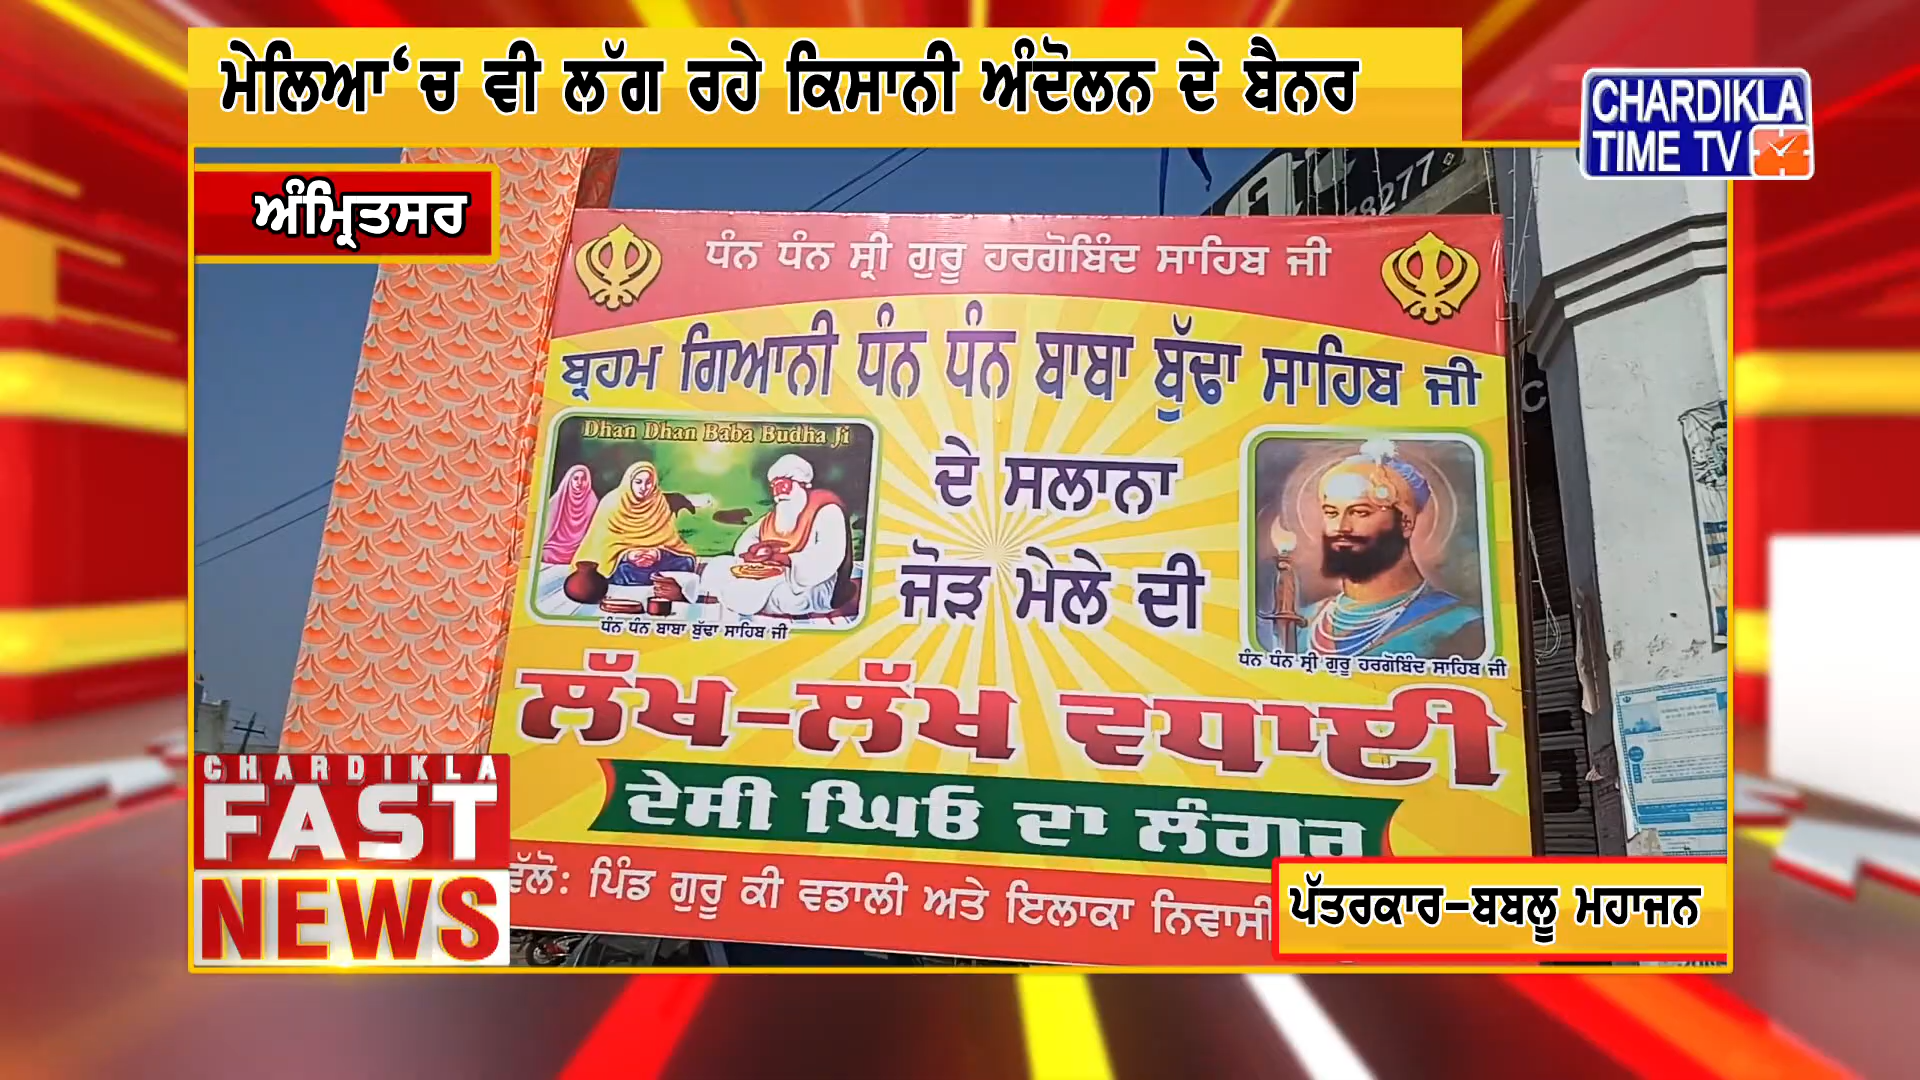 ਮੇਲਿਆ‘ਚ ਵੀ ਲੱਗ ਰਹੇ ਕਿਸਾਨੀ ਅੰਦੋਲਨ ਦੇ ਬੈਨਰ
CHARDIKLA
TIME TV
ਅੰਮ੍ਰਿਤਸਰ
78277
ਧੰਨ ਧੰਨ ਸ੍ਰੀ ਗੁਰੂ ਹਰਗੋਬਿੰਦ ਸਾਹਿਬ ਜੀ
ਬ੍ਰਹਮ ਗਿਆਨੀ ਧੰਨ ਧੰਨ ਬਾਬਾ ਬੁੱਢਾ ਸਾਹਿਬ ਜੀ
Dhan Dhan Baba Budha Ji
ਦੇ ਸਲਾਨਾ
ਜੋੜ ਮੇਲੇ ਦੀ
ਧੰਨ ਧੰਨ ਬਾਬਾ ਬੁੱਢਾ ਸਾਹਿਬ ਜੀ
ਧੰਨ ਧੰਨ ਸ੍ਰੀ ਗੁਰੂ ਹਰਗੋਬਿੰਦ ਸਾਹਿਬ ਜੀ
ਲੱਖ-ਲੱਖ ਵਧਾਈ
ਦੇਸੀ ਘਿਓ ਦਾ ਲੰਗਰ
ਵੱਲੋ: ਪਿੰਡ ਗੁਰੂ ਕੀ ਵਡਾਲੀ ਅਤੇ ਇਲਾਕਾ ਨਿਵਾਸੀ
CHARDIKLA
FAST
NEWS
ਪੱਤਰਕਾਰ-ਬਬਲੂ ਮਹਾਜਨ